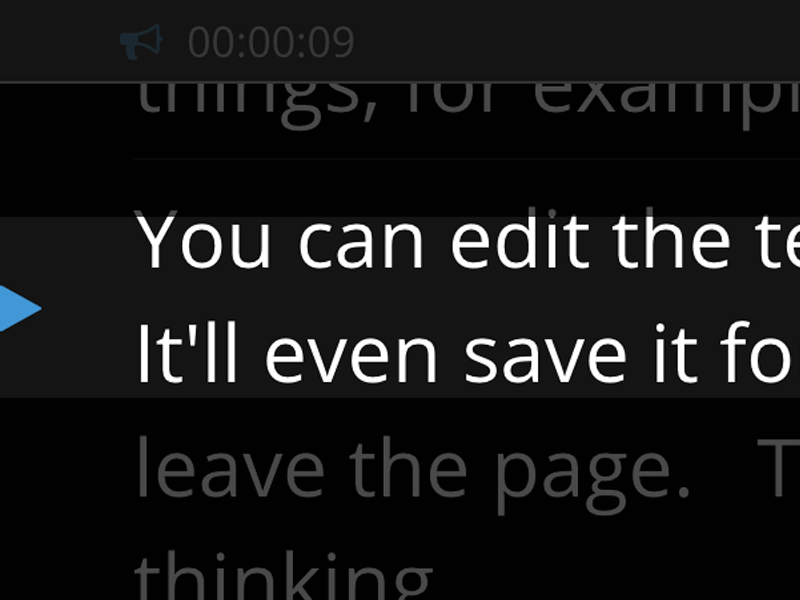 00:00:09
things, for exampl
You can edit the te
It'll even save it fo
leave the page. T
thinking